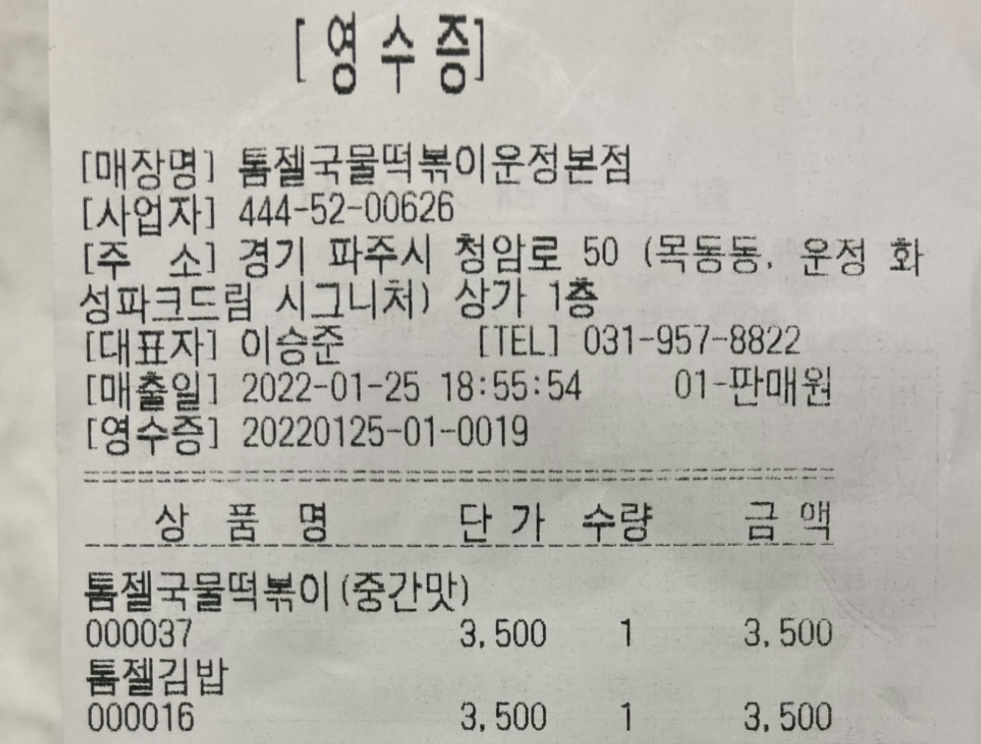 [영수증]
[매장명] 톰젤국물떡볶이운정본점
[사업자] 444-52-00626
[주 소] 경기 파주시 청암로 50 (목동동, 운정 화
성파크드림 시그니처) 상가 1층
[대표자] 이승준 [TEL] 031-957-8822
[매출일] 2022-01-25 18:55:54 01-판매원
[영수증] 20220125-01-0019
상 품 명 단 가 수량 금 액
톰젤국물떡볶이(중간맛)
000037 3,500 1 3,500
톰젤김밥
000016 3,500 1 3,500